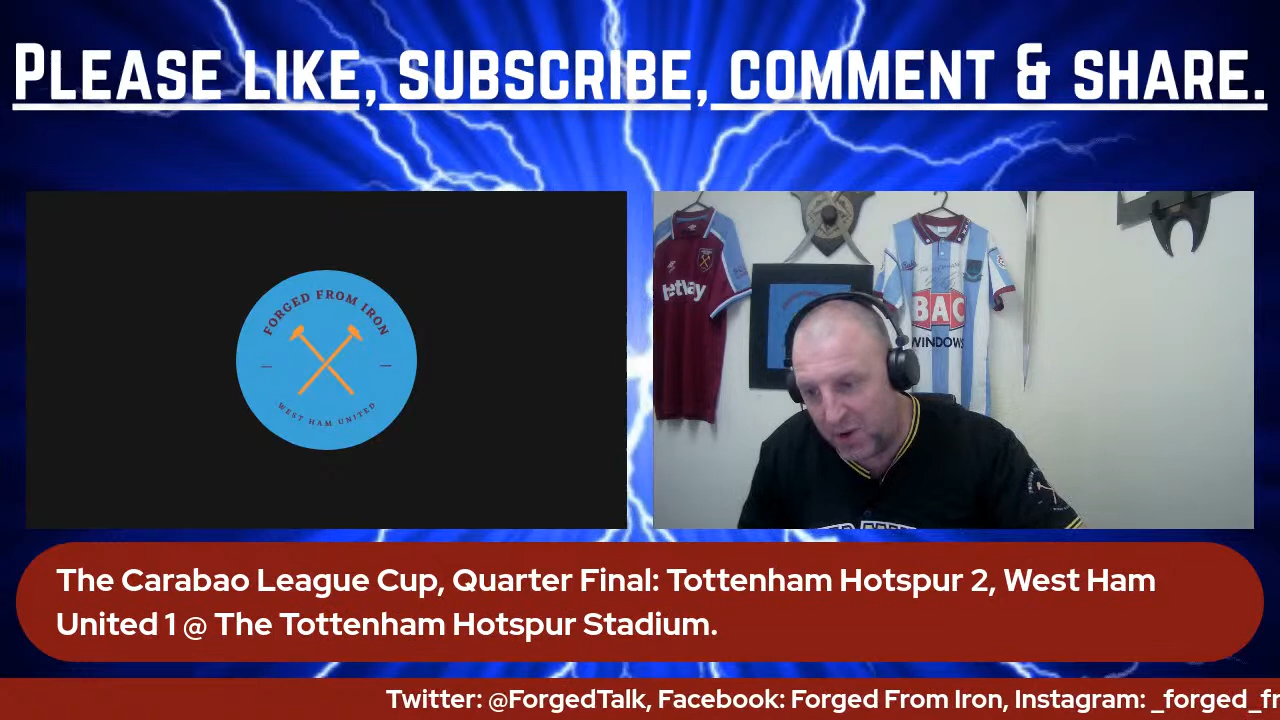 PLEASE LIKE, SUBSCRIBE, COMMENT & SHARE.
FORGED FROM IRON
WEST HAM UNITED
betway
BAC
WINDOWS
The Carabao League Cup, Quarter Final: Tottenham Hotspur 2, West Ham
United 1 @ The Tottenham Hotspur Stadium.
Twitter: @ForgedTalk, Facebook: Forged From Iron, Instagram: _forged_fr